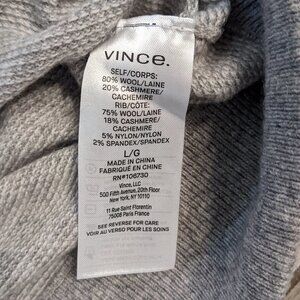 VINCE.
SELF/CORPS:
80% WOOL/LAINE
20% CASHMERE/
CACHEMIRE
RIB/CÔTE:
75% WOOL/LAINE
18% CASHMERE/
CACHEMIRE
5% NYLON/NYLON
2% SPANDEX/SPANDEX
L/G
MADE IN CHINA
FABRIQUÉ EN CHINE
RN#106730
Vince, LLC
500 Fifth Avenue, 20th Floor
New York, NY 10110
11 Rue Saint Florentin
75008 Paris France
SEE REVERSE FOR CARE
VOIR AU VERSO POUR LES SOINS